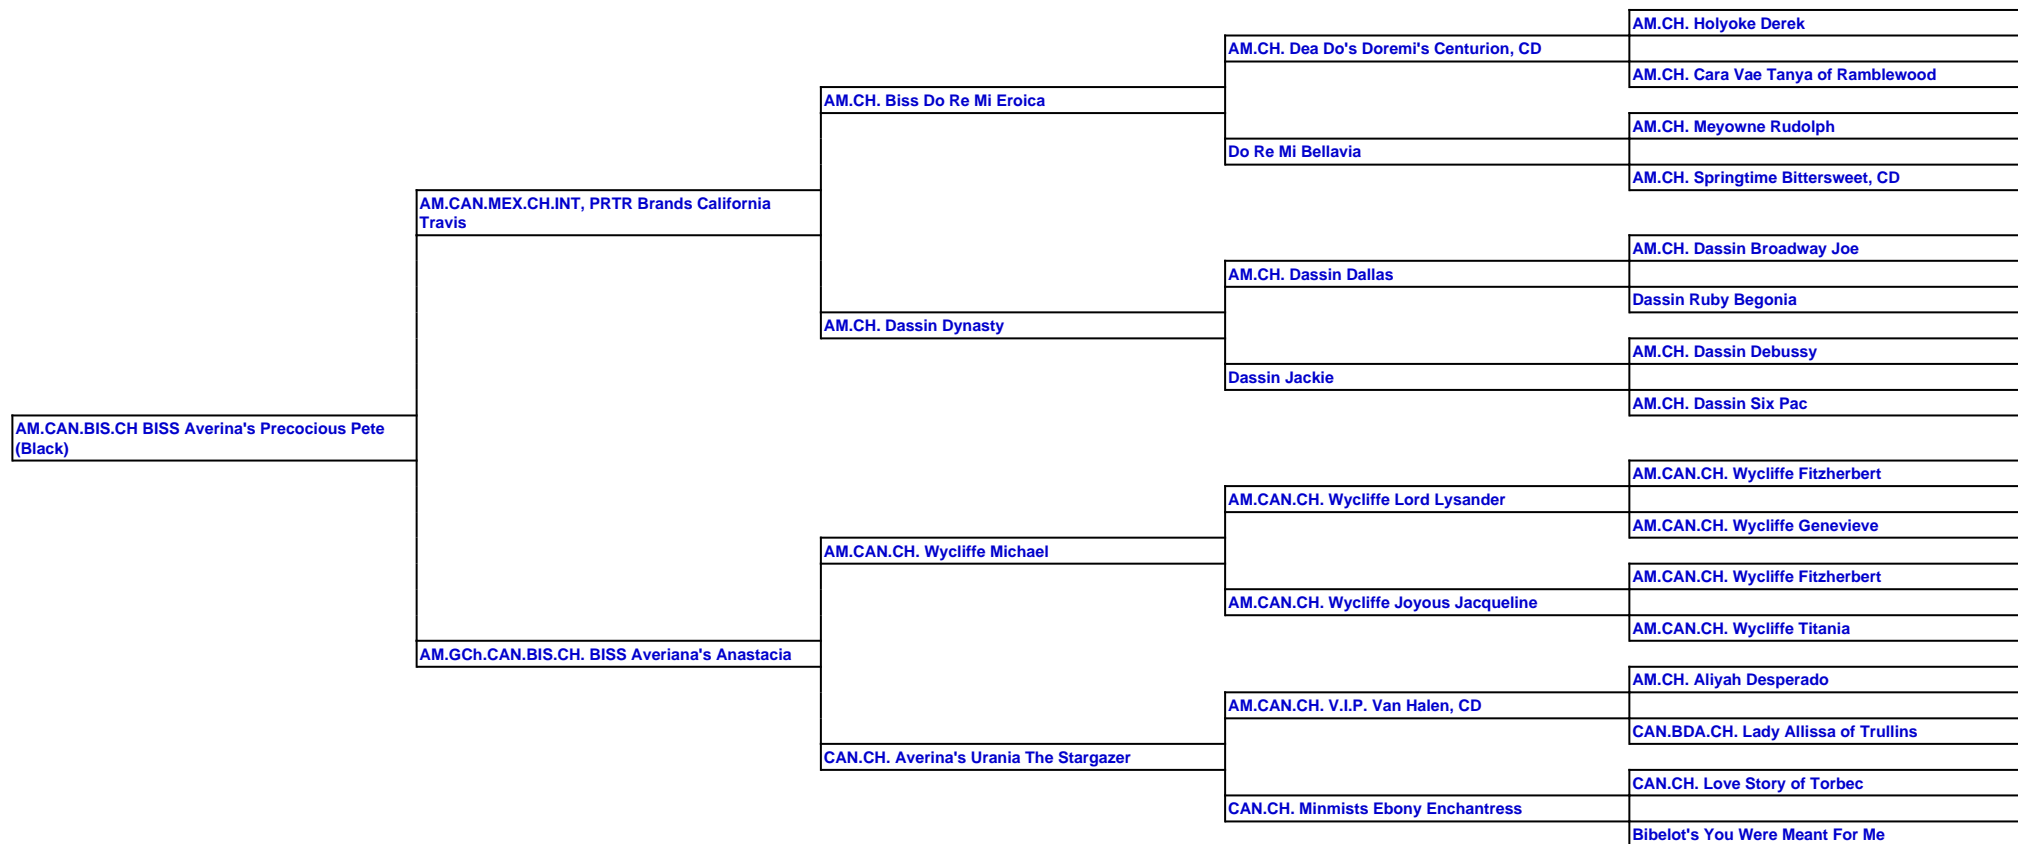 AM.CH. Holyoke Derek
AM.CH. Dea Do's Doremi's Centurion, CD
AM.CH. Cara Vae Tanya of Ramblewood
AM.CH. Biss Do Re Mi Eroica
AM.CH. Meyowne Rudolph
Do Re Mi Bellavia
AM.CH. Springtime Bittersweet, CD
AM.CAN.MEX.CH.INT, PRTR Brands California
Travis
AM.CH. Dassin Broadway Joe
AM.CH. Dassin Dallas
Dassin Ruby Begonia
AM.CH. Dassin Dynasty
AM.CH. Dassin Debussy
Dassin Jackie
AM.CH. Dassin Six Pac
AM.CAN.BIS.CH BISS Averina's Precocious Pete
(Black)
AM.CAN.CH. Wycliffe Fitzherbert
AM.CAN.CH. Wycliffe Lord Lysander
AM.CAN.CH. Wycliffe Genevieve
AM.CAN.CH. Wycliffe Michael
AM.CAN.CH. Wycliffe Fitzherbert
AM.CAN.CH. Wycliffe Joyous Jacqueline
AM.CAN.CH. Wycliffe Titania
AM.GCh.CAN.BIS.CH. BISS Averiana's Anastacia
AM.CH. Aliyah Desperado
AM.CAN.CH. V.I.P. Van Halen, CD
CAN.BDA.CH. Lady Allissa of Trullins
CAN.CH. Averina's Urania The Stargazer
CAN.CH. Love Story of Torbec
CAN.CH. Minmists Ebony Enchantress
Bibelot's You Were Meant For Me